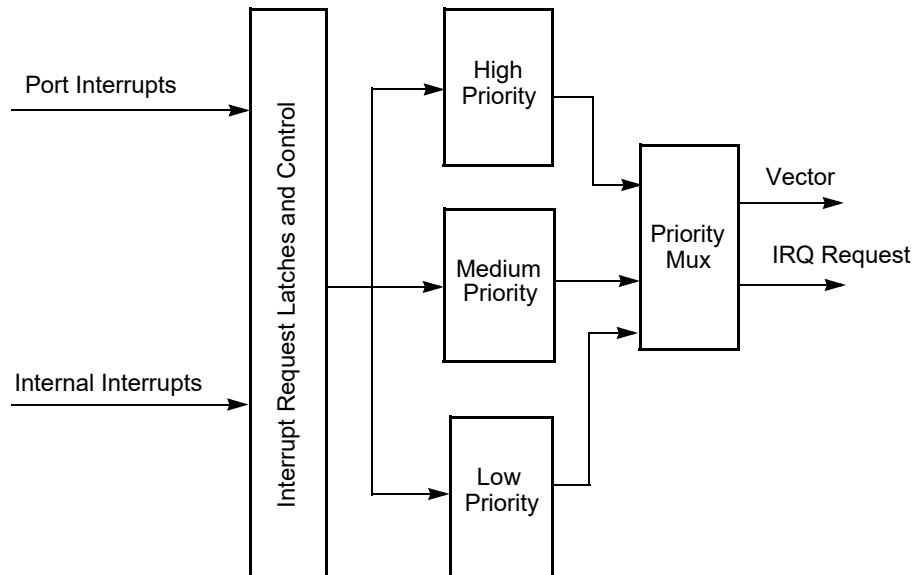 Port Interrupts
Internal Interrupts
Interrupt Request Latches and Control
High
Priority
Medium
Priority
Low
Priority
Priority
Mux
Vector
IRQ Request